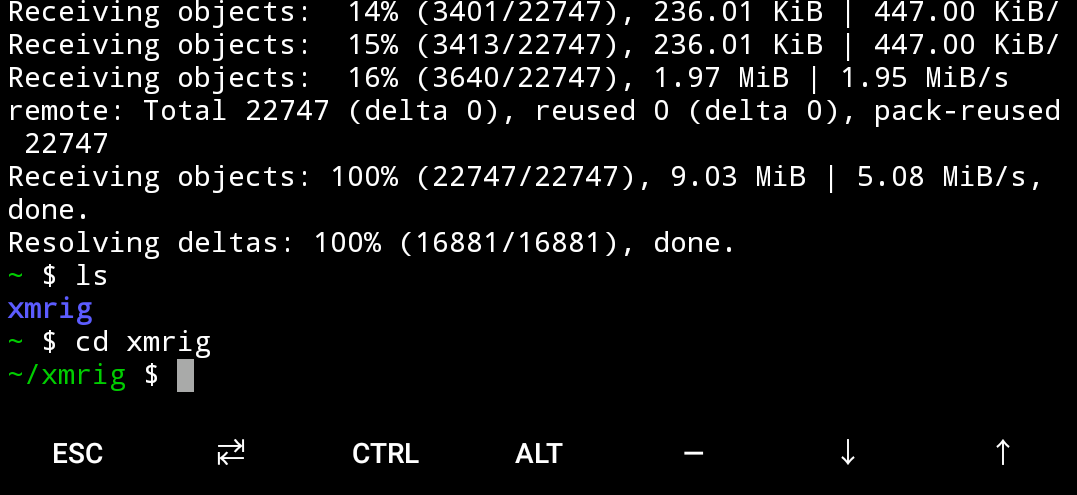 Receiving objects:  14% (3401/22747), 236.01 KiB | 447.00 KiB/
Receiving objects:  15% (3413/22747), 236.01 KiB | 447.00 KiB/
Receiving objects:  16% (3640/22747), 1.97 MiB | 1.95 MiB/s
remote: Total 22747 (delta 0), reused 0 (delta 0), pack-reused
 22747
Receiving objects: 100% (22747/22747), 9.03 MiB | 5.08 MiB/s,
done.
Resolving deltas: 100% (16881/16881), done.
~ $ ls
xmrig
~ $ cd xmrig
~/xmrig $
ESC ⇄ CTRL ALT — ↓ ↑